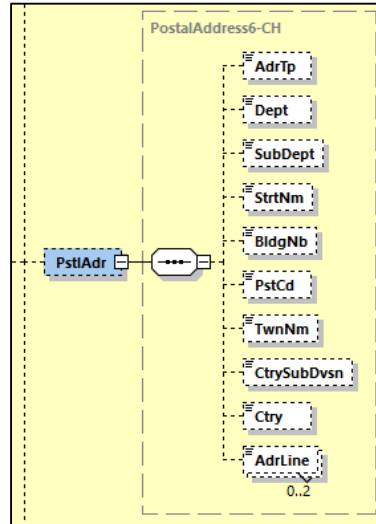 PostalAddress6-CH
AdrTp
Dept
SubDept
StrtNm
BldgNb
PstlAdr
PstCd
TwnNm
CtrySubDvsn
Ctry
AdrLine
0..2